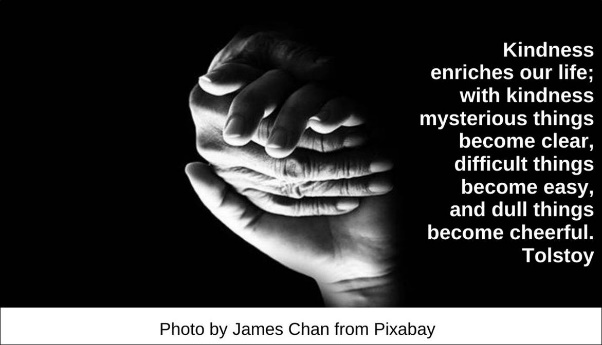 Kindness
enriches our life;
with kindness
mysterious things
become clear,
difficult things
become easy,
and dull things
become cheerful.
Tolstoy
Photo by James Chan from Pixabay